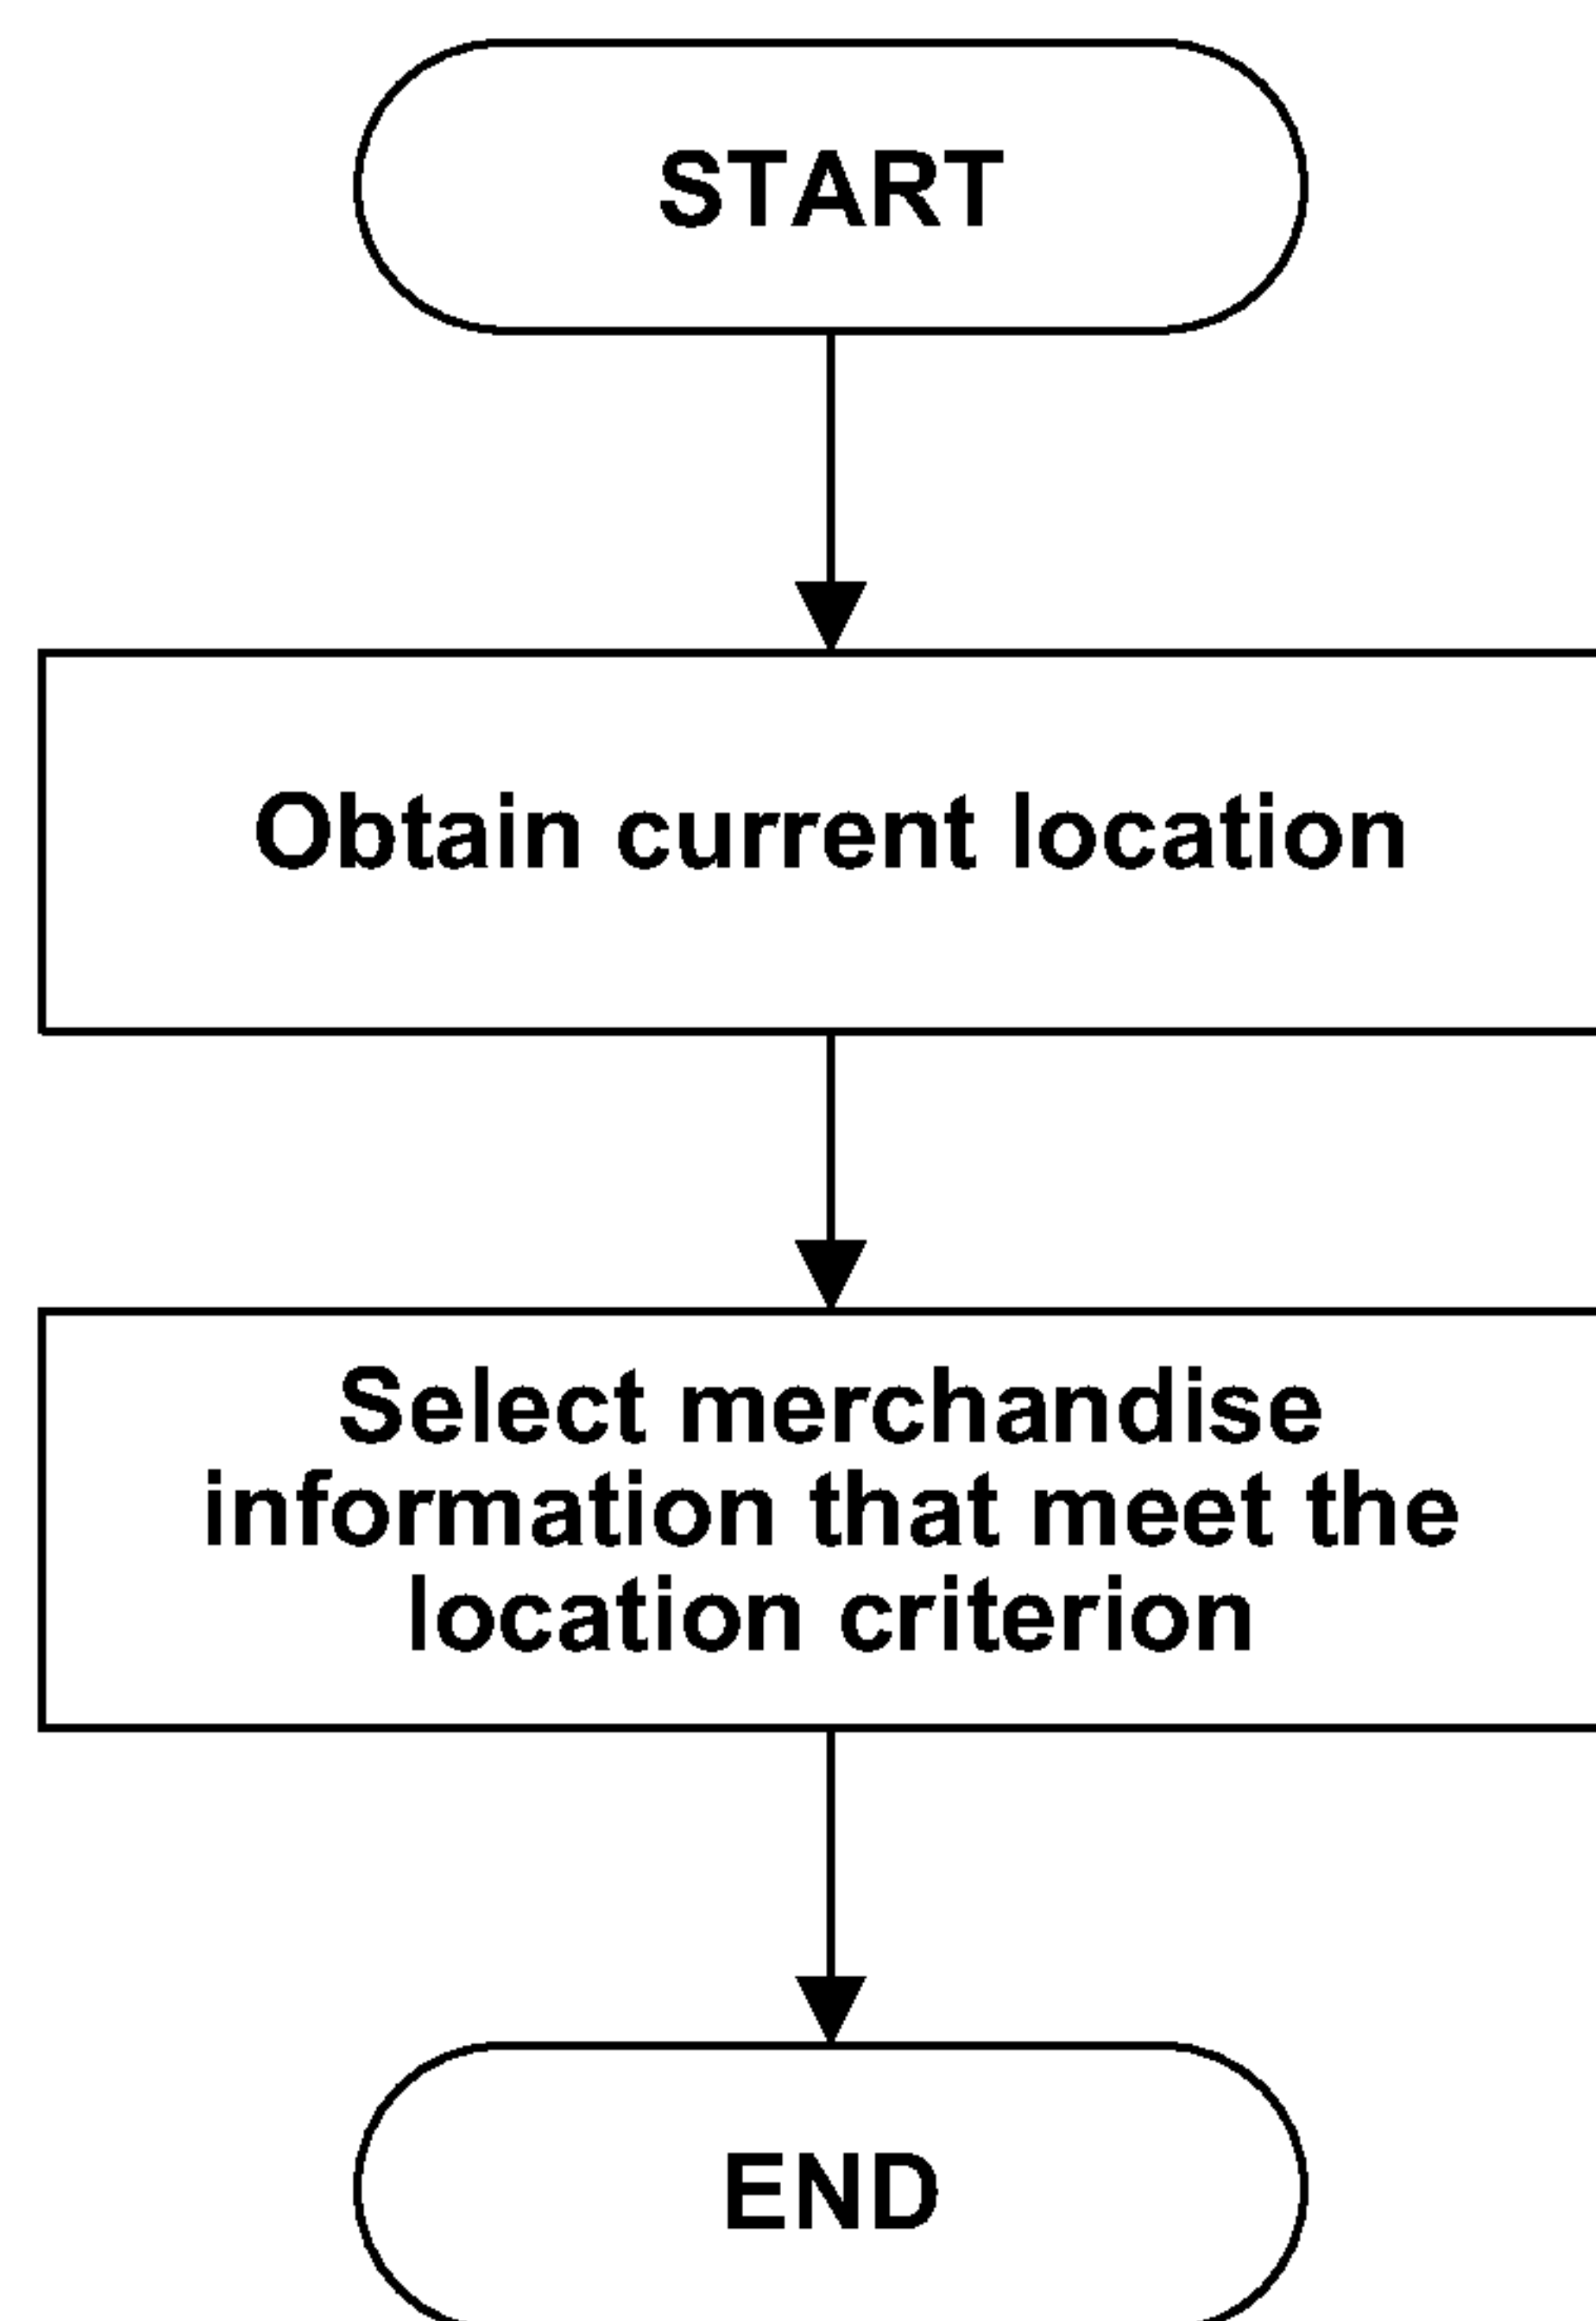 START
Obtain current location
Select merchandise
information that meet the
location criterion
END